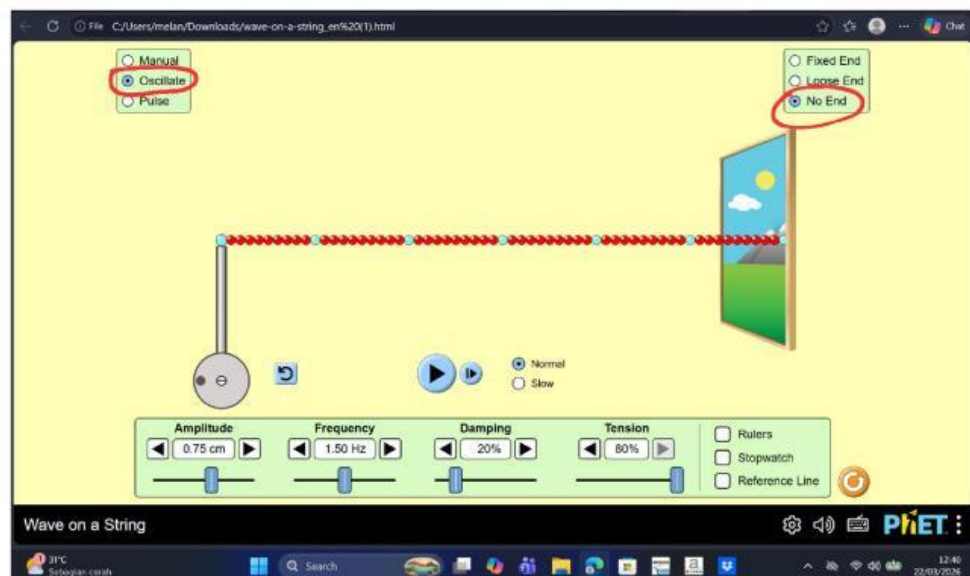 File C:/Users/melan/Downloads/wave-on-a-string_en%20(1).html
Chat
Manual
Oscillate
Pulse
Fixed End
Loose End
No End
Normal
Slow
Amplitude
0.75 cm
Frequency
1.50 Hz
Damping
20%
Tension
80%
Rulers
Stopwatch
Reference Line
Wave on a String
PhET
31°C
Sebagian cerah
Search
12:40
22/03/2026